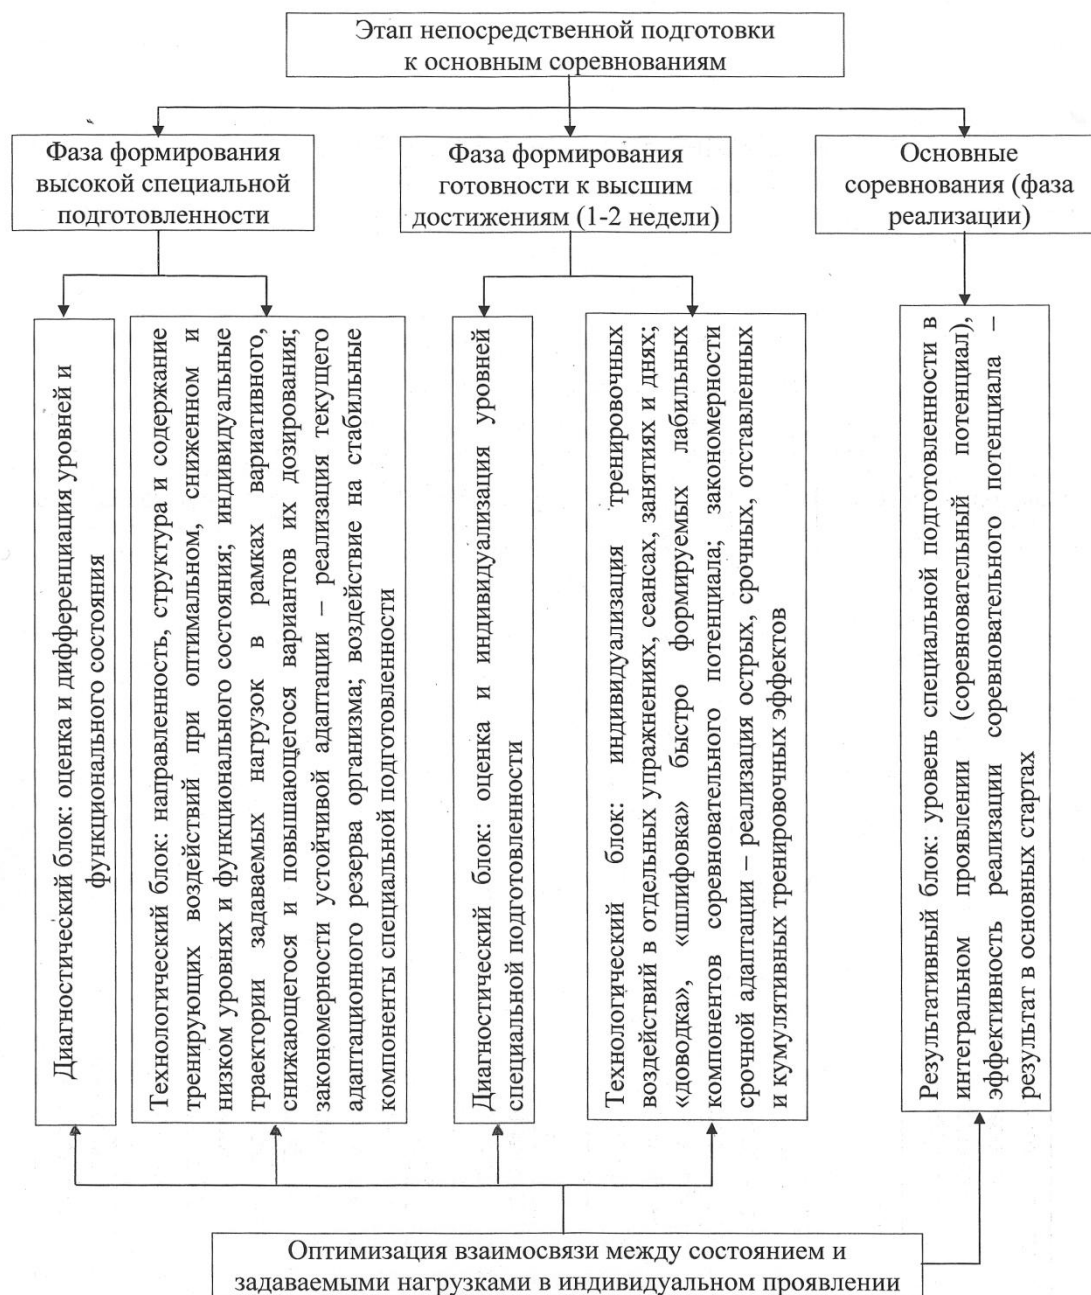 Этап непосредственной подготовки
к основным соревнованиям
Фаза формирования
высокой специальной
подготовленности
Фаза формирования
готовности к высшим
достижениям (1-2 недели)
Основные
соревнования (фаза
реализации)
Диагностический блок: оценка и дифференциация уровней и
функционального состояния
Технологический блок: направленность, структура и содержание
тренирующих воздействий при оптимальном, сниженном и
низком уровнях и функционального состояния; индивидуальные
траектории задаваемых нагрузок в рамках вариативного,
снижающегося и повышающегося вариантов их дозирования;
закономерности устойчивой адаптации – реализация текущего
адаптационного резерва организма; воздействие на стабильные
компоненты специальной подготовленности
Диагностический блок: оценка и индивидуализация уровней
специальной подготовленности
Технологический блок: индивидуализация тренировочных
воздействий в отдельных упражнениях, сеансах, занятиях и днях;
«доводка», «шлифовка» быстро формируемых лабильных
компонентов соревновательного потенциала; закономерности
срочной адаптации – реализация острых, срочных, отставленных
и кумулятивных тренировочных эффектов
Результативный блок: уровень специальной подготовленности в
интегральном проявлении (соревновательный потенциал),
эффективность реализации соревновательного потенциала –
результат в основных стартах
Оптимизация взаимосвязи между состоянием и
задаваемыми нагрузками в индивидуальном проявлении